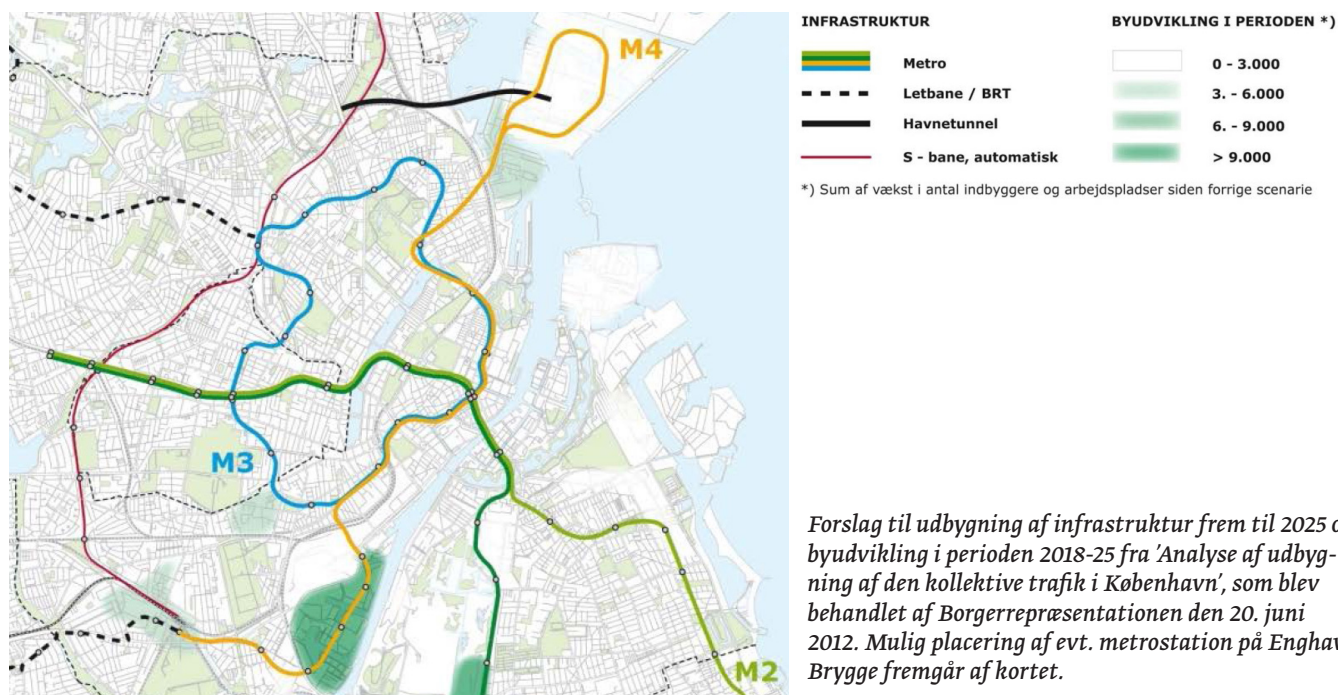 M4
M3
M2
INFRASTRUKTUR
Metro
Letbane / BRT
Havnetunnel
S - bane, automatisk
BYUDVIKLING I PERIODEN *)
0 - 3.000
3. - 6.000
6. - 9.000
> 9.000
*) Sum af vækst i antal indbyggere og arbejdspladser siden forrige scenarie
Forslag til udbygning af infrastruktur frem til 2025
byudvikling i perioden 2018-25 fra 'Analyse af udbyg-
ning af den kollektive trafik i København', som blev
behandlet af Borgerrepræsentationen den 20. juni
2012. Mulig placering af evt. metrostation på
Brygge fremgår af kortet.